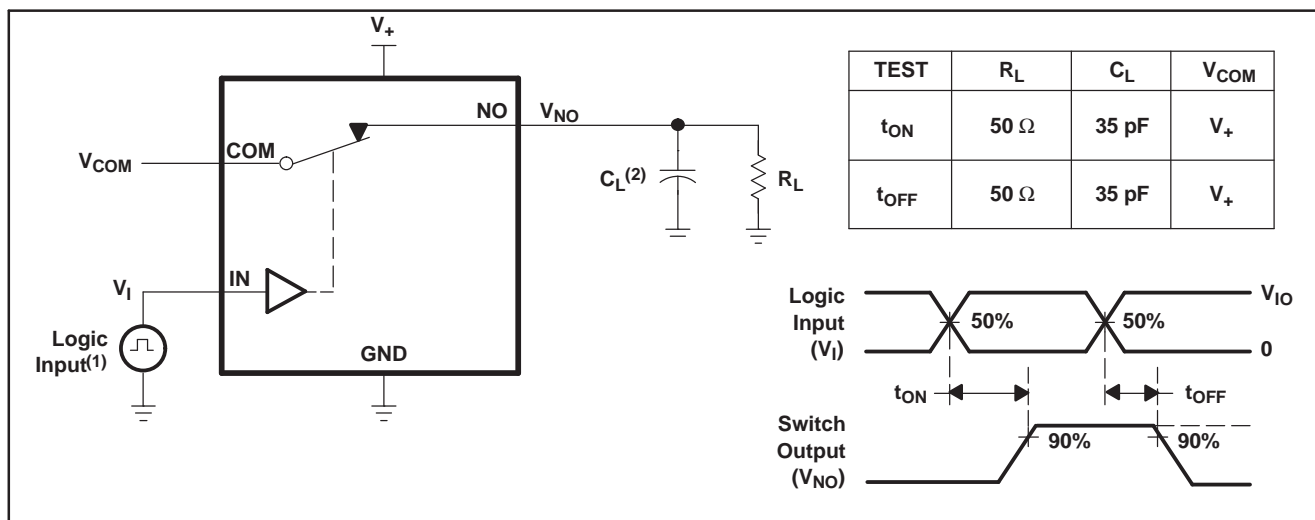 V+
NO
VNO
COM
VCOM
CL(2)
RL
IN
VI
Logic
Input(1)
GND
TEST RL CL VCOM
tON 50 Ω 35 pF V+
tOFF 50 Ω 35 pF V+
Logic
Input
(VI)
50%
50%
VIO
0
tON
tOFF
Switch
Output
(VNO)
90%
90%